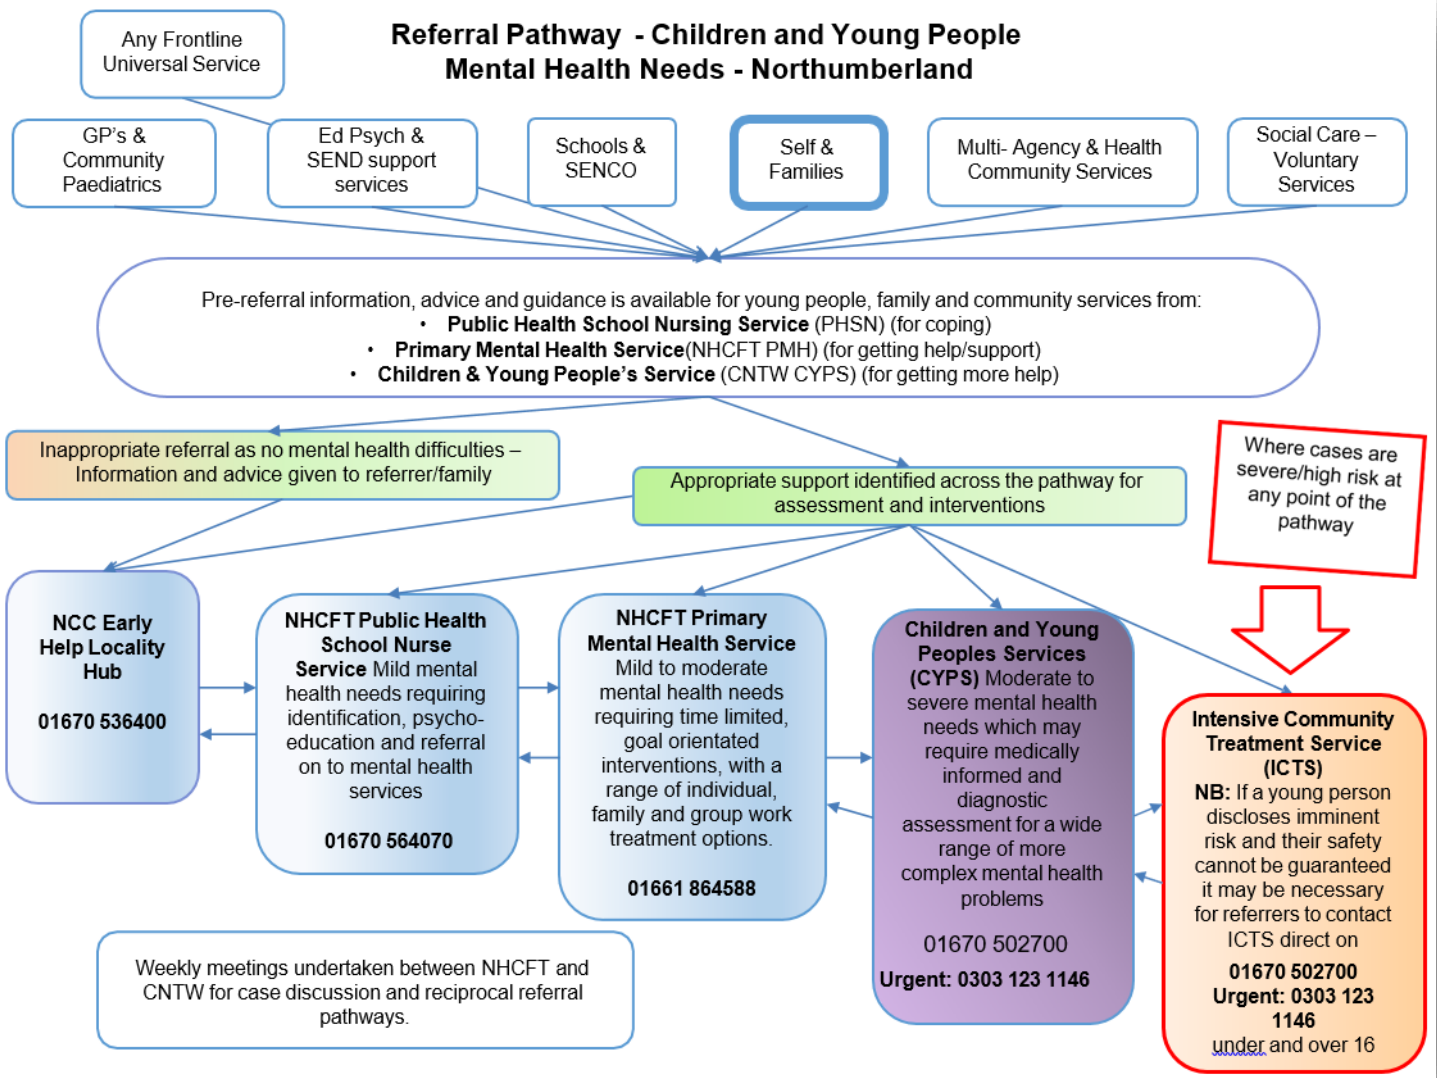 Referral Pathway - Children and Young People
Mental Health Needs - Northumberland
Any Frontline
Universal Service
GP's &
Community
Paediatrics
Ed Psych &
SEND support
services
Schools &
SENCO
Self &
Families
Multi- Agency & Health
Community Services
Social Care –
Voluntary
Services
Pre-referral information, advice and guidance is available for young people, family and community services from:
• Public Health School Nursing Service (PHSN) (for coping)
• Primary Mental Health Service(NHCFT PMH) (for getting help/support)
• Children & Young People's Service (CNTW CYPS) (for getting more help)
Inappropriate referral as no mental health difficulties –
Information and advice given to referrer/family
Appropriate support identified across the pathway for
assessment and interventions
Where cases are
severe/high risk at
any point of the
pathway
NCC Early
Help Locality
Hub
01670 536400
NHCFT Public Health
School Nurse
Service Mild mental
health needs requiring
identification, psycho-
education and referral
on to mental health
services
01670 564070
NHCFT Primary
Mental Health Service
Mild to moderate
mental health needs
requiring time limited,
goal orientated
interventions, with a
range of individual,
family and group work
treatment options.
01661 864588
Children and Young
Peoples Services
(CYPS) Moderate to
severe mental health
needs which may
require medically
informed and
diagnostic
assessment for a wide
range of more
complex mental health
problems
01670 502700
Urgent: 0303 123 1146
Intensive Community
Treatment Service
(ICTS)
NB: If a young person
discloses imminent
risk and their safety
cannot be guaranteed
it may be necessary
for referrers to contact
ICTS direct on
01670 502700
Urgent: 0303 123
1146
under and over 16
Weekly meetings undertaken between NHCFT and
CNTW for case discussion and reciprocal referral
pathways.